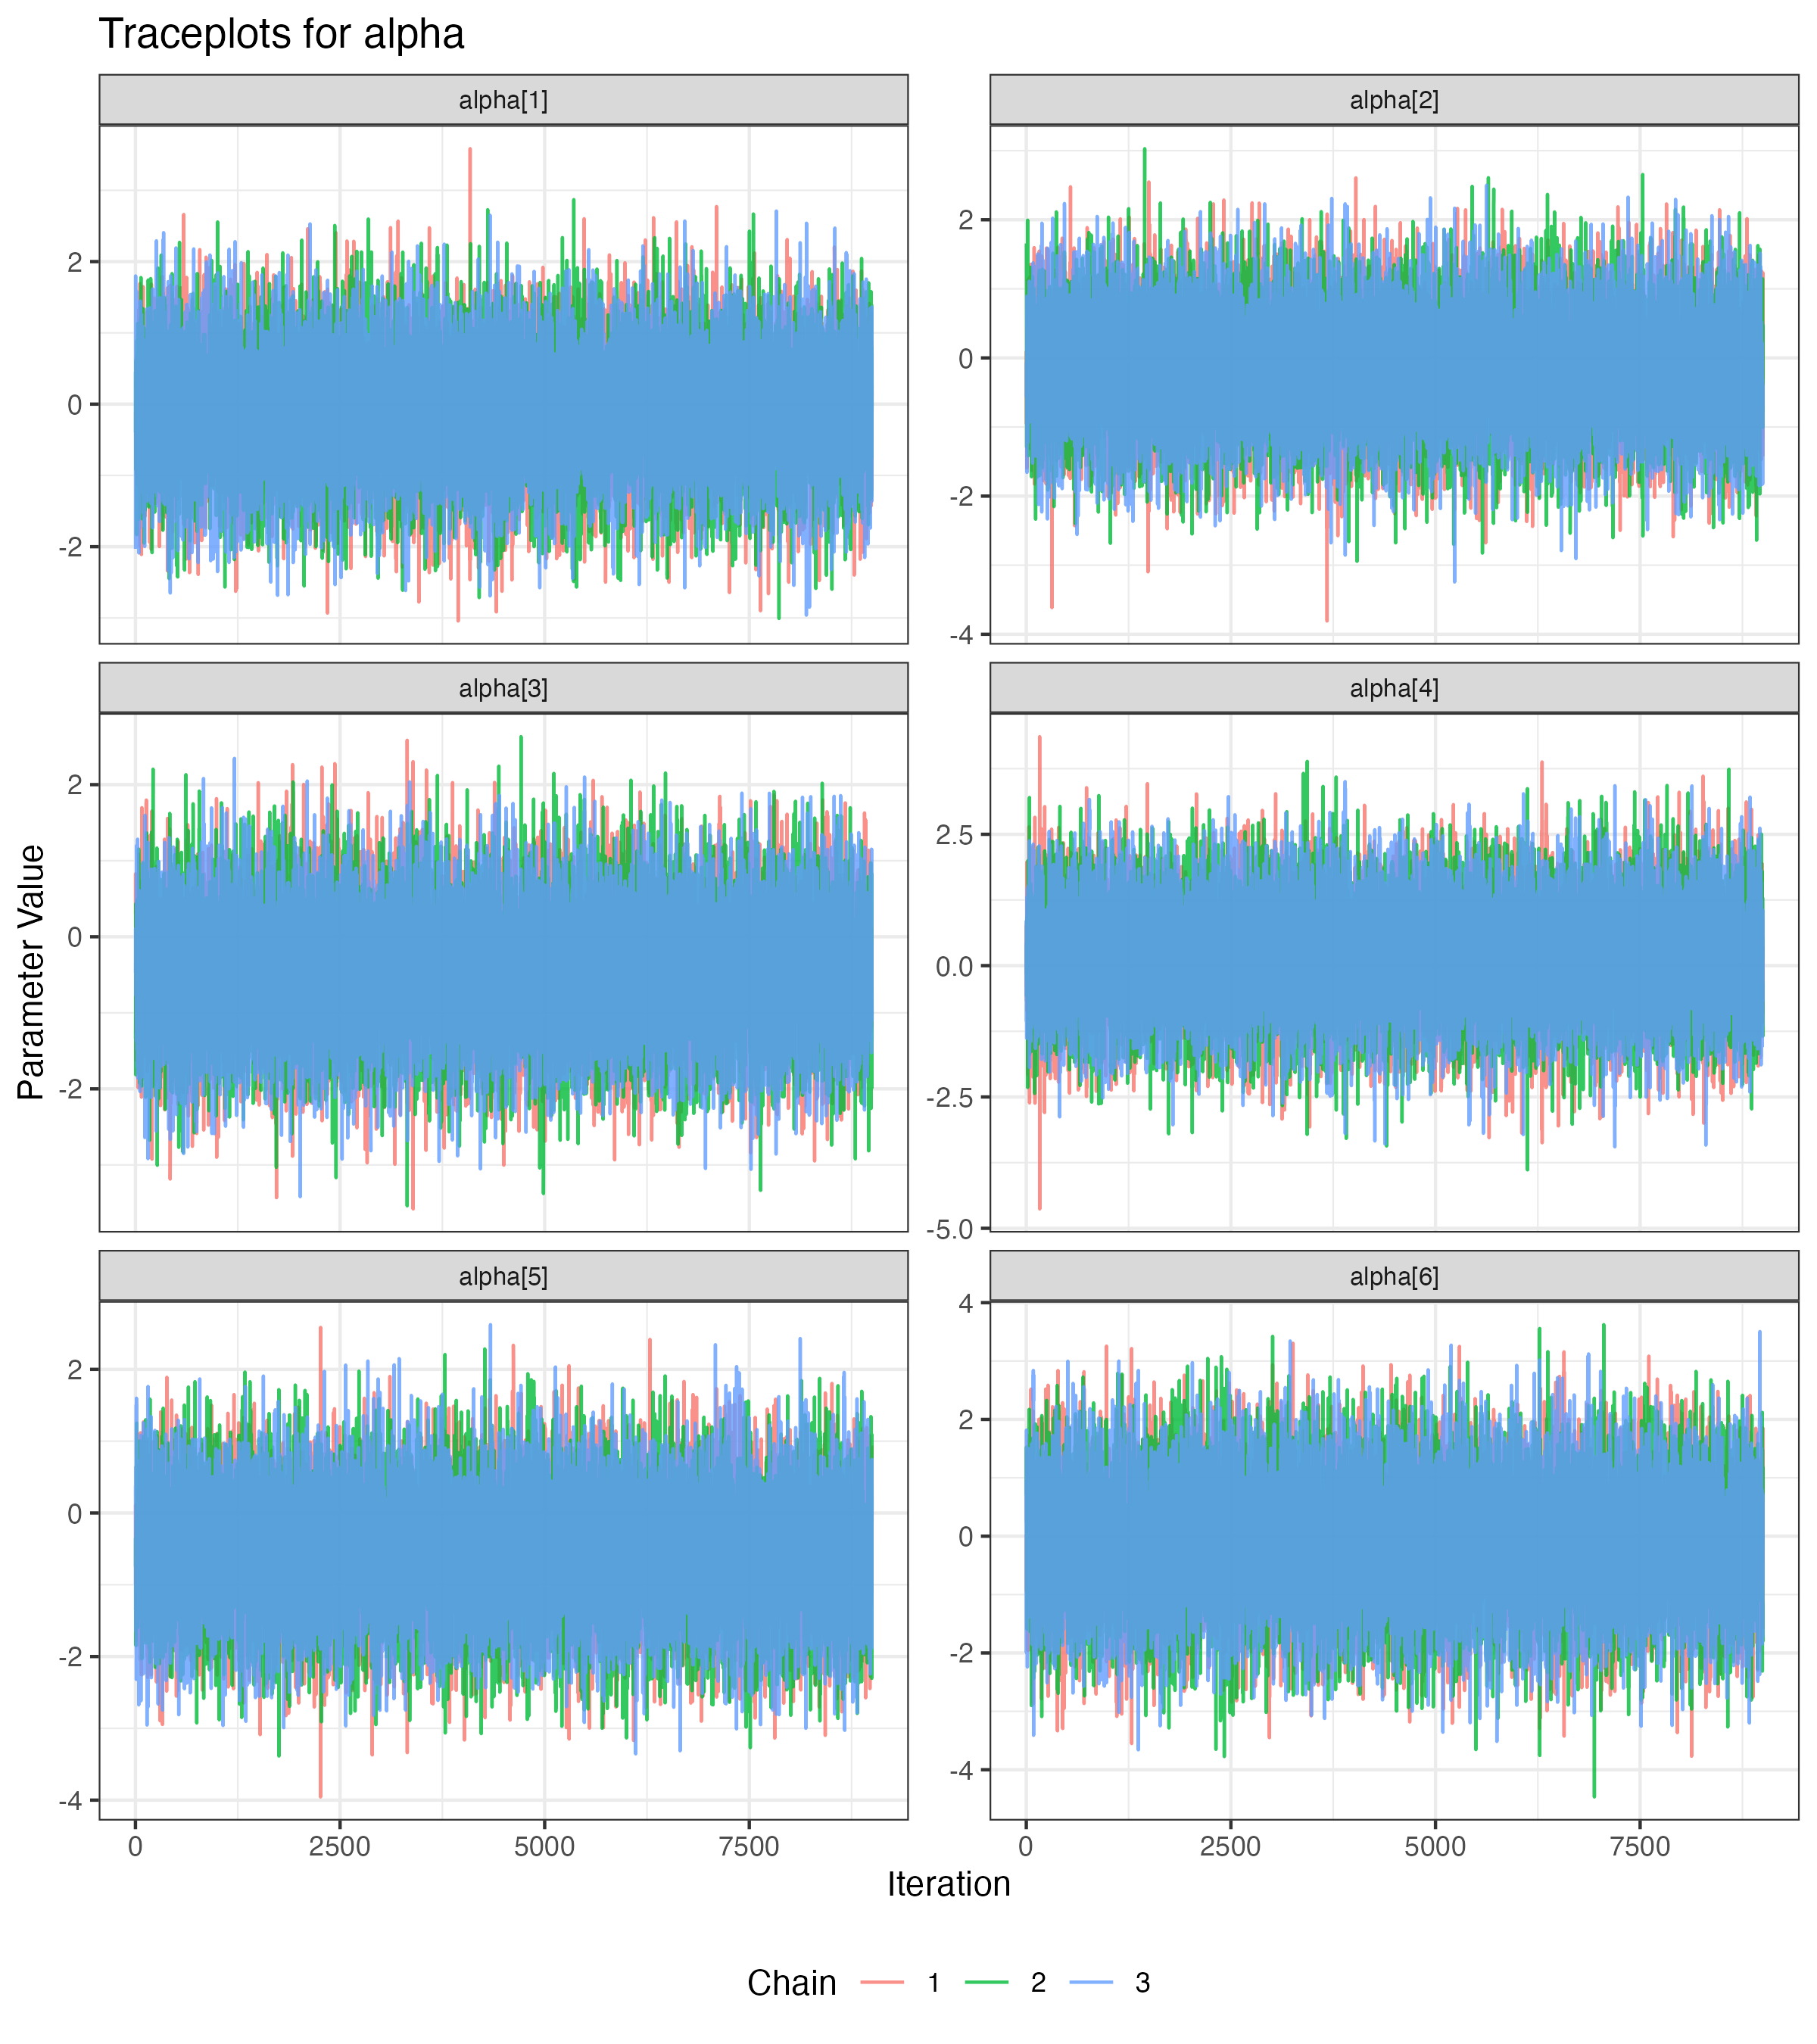 Traceplots for alpha
alpha[1] alpha[2]
2
0
-2
2
0
-2
-4
alpha[3] alpha[4]
2
0
-2
2.5
0.0
-2.5
-5.0
alpha[5] alpha[6]
2
0
-2
-4
4
2
0
-2
-4
0 2500 5000 7500 0 2500 5000 7500
Parameter Value
Iteration
Chain 1 2 3